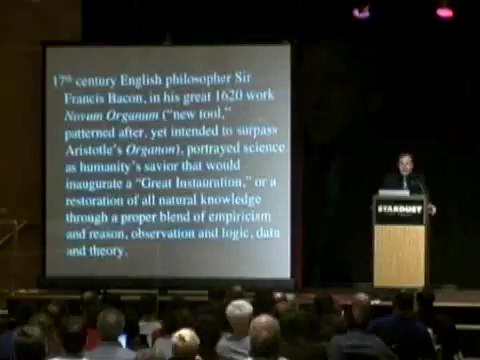 17th century English philosopher Sir
Francis Bacon, in his great 1620 work
Novum Organum ("new tool,"
patterned after, yet intended to surpass
Aristotle's Organon), portrayed science
as humanity's savior that would
inaugurate a "Great Instauration," or a
restoration of all natural knowledge
through a proper blend of empiricism
and reason, observation and logic, data
and theory.
STARDUST